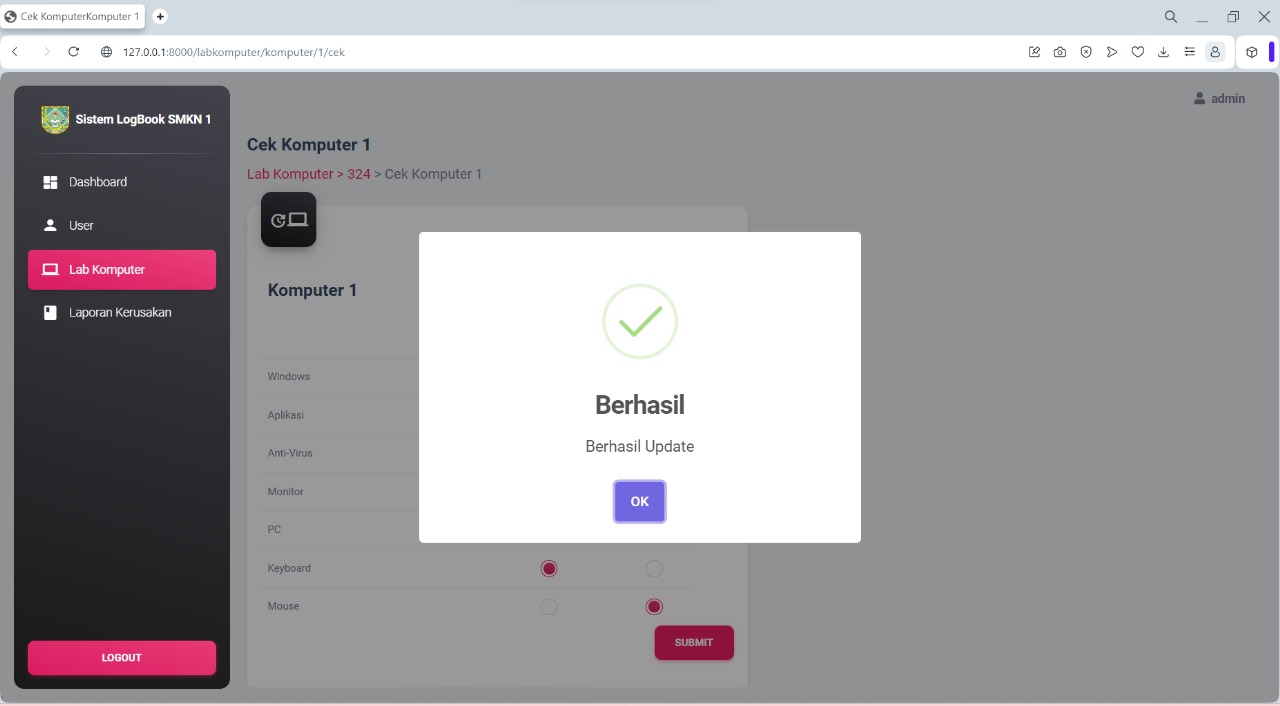 Cek KomputerKomputer 1
127.0.0.1:8000/labkomputer/komputer/1/cek
Sistem LogBook SMKN 1
admin
Dashboard
User
Lab Komputer
Laporan Kerusakan
LOGOUT
Cek Komputer 1
Lab Komputer > 324 > Cek Komputer 1
Komputer 1
Windows
Aplikasi
Anti-Virus
Monitor
PC
Keyboard
Mouse
SUBMIT
Berhasil
Berhasil Update
OK